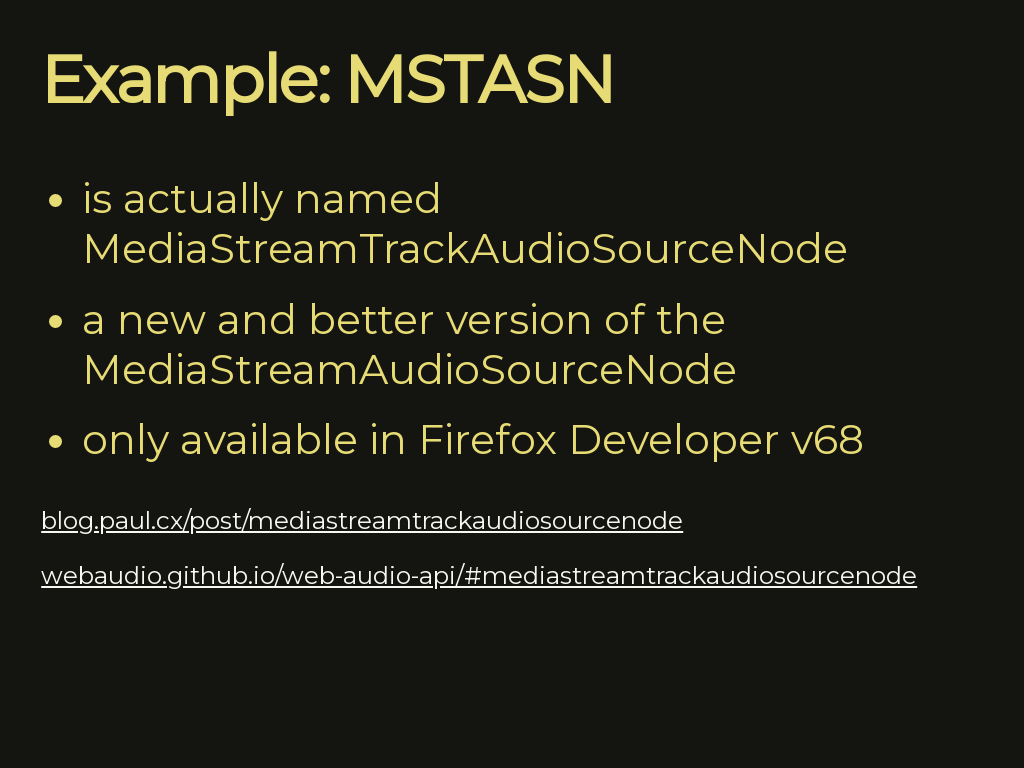 Example: MSTASN
• is actually named
MediaStreamTrackAudioSourceNode
• a new and better version of the
MediaStreamAudioSourceNode
• only available in Firefox Developer v68
blog.paul.cx/post/mediastreamtrackaudiosourcenode
webaudio.github.io/web-audio-api/#mediastreamtrackaudiosourcenode